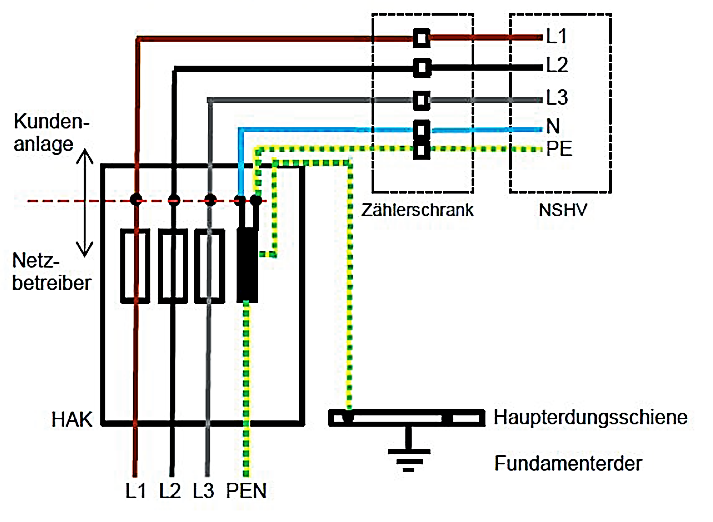 L1
L2
L3
N
PE
Kunden-
anlage
Zählerschrank
NSHV
Netz-
betreiber
HAK
Haupterdungsschiene
Fundamenterder
L1 L2 L3 PEN